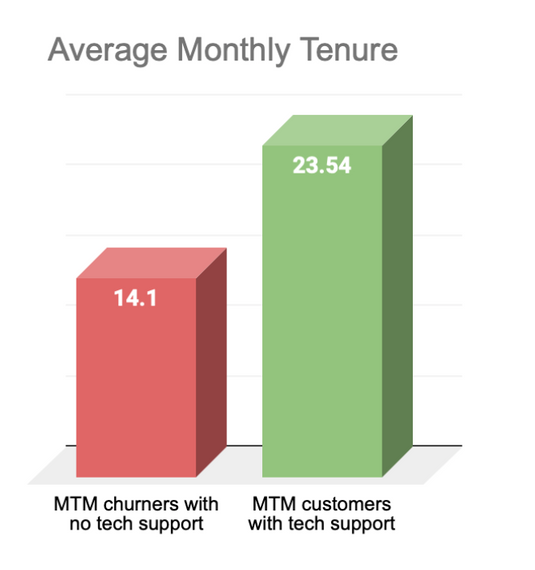 Average Monthly Tenure
23.54
14.1
MTM churners with
no tech support
MTM customers
with tech support